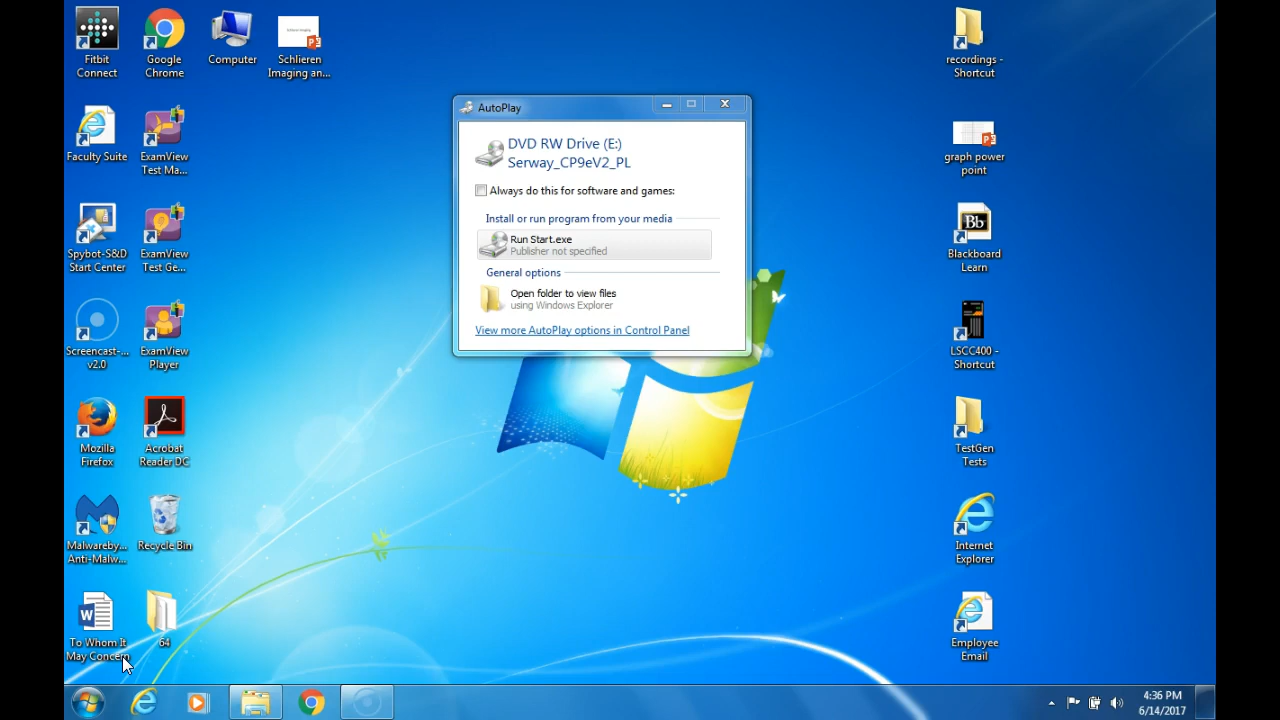 Fitbit
Connect
Google
Chrome
Computer
Schlieren
Imaging an...
recordings -
Shortcut
Faculty Suite
ExamView
Test Ma...
graph power
point
Spybot-S&D
Start Center
ExamView
Test Ge...
Bb
Blackboard
Learn
Screencast-...
v2.0
ExamView
Player
LSCC400 -
Shortcut
Mozilla
Firefox
Acrobat
Reader DC
TestGen
Tests
Malwareby...
Anti-Malw...
Recycle Bin
Internet
Explorer
To Whom It
May Concern
64
Employee
Email
AutoPlay
DVD RW Drive (E:)
Serway_CP9eV2_PL
Always do this for software and games:
Install or run program from your media
Run Start.exe
Publisher not specified
General options
Open folder to view files
using Windows Explorer
View more AutoPlay options in Control Panel
4:36 PM
6/14/2017